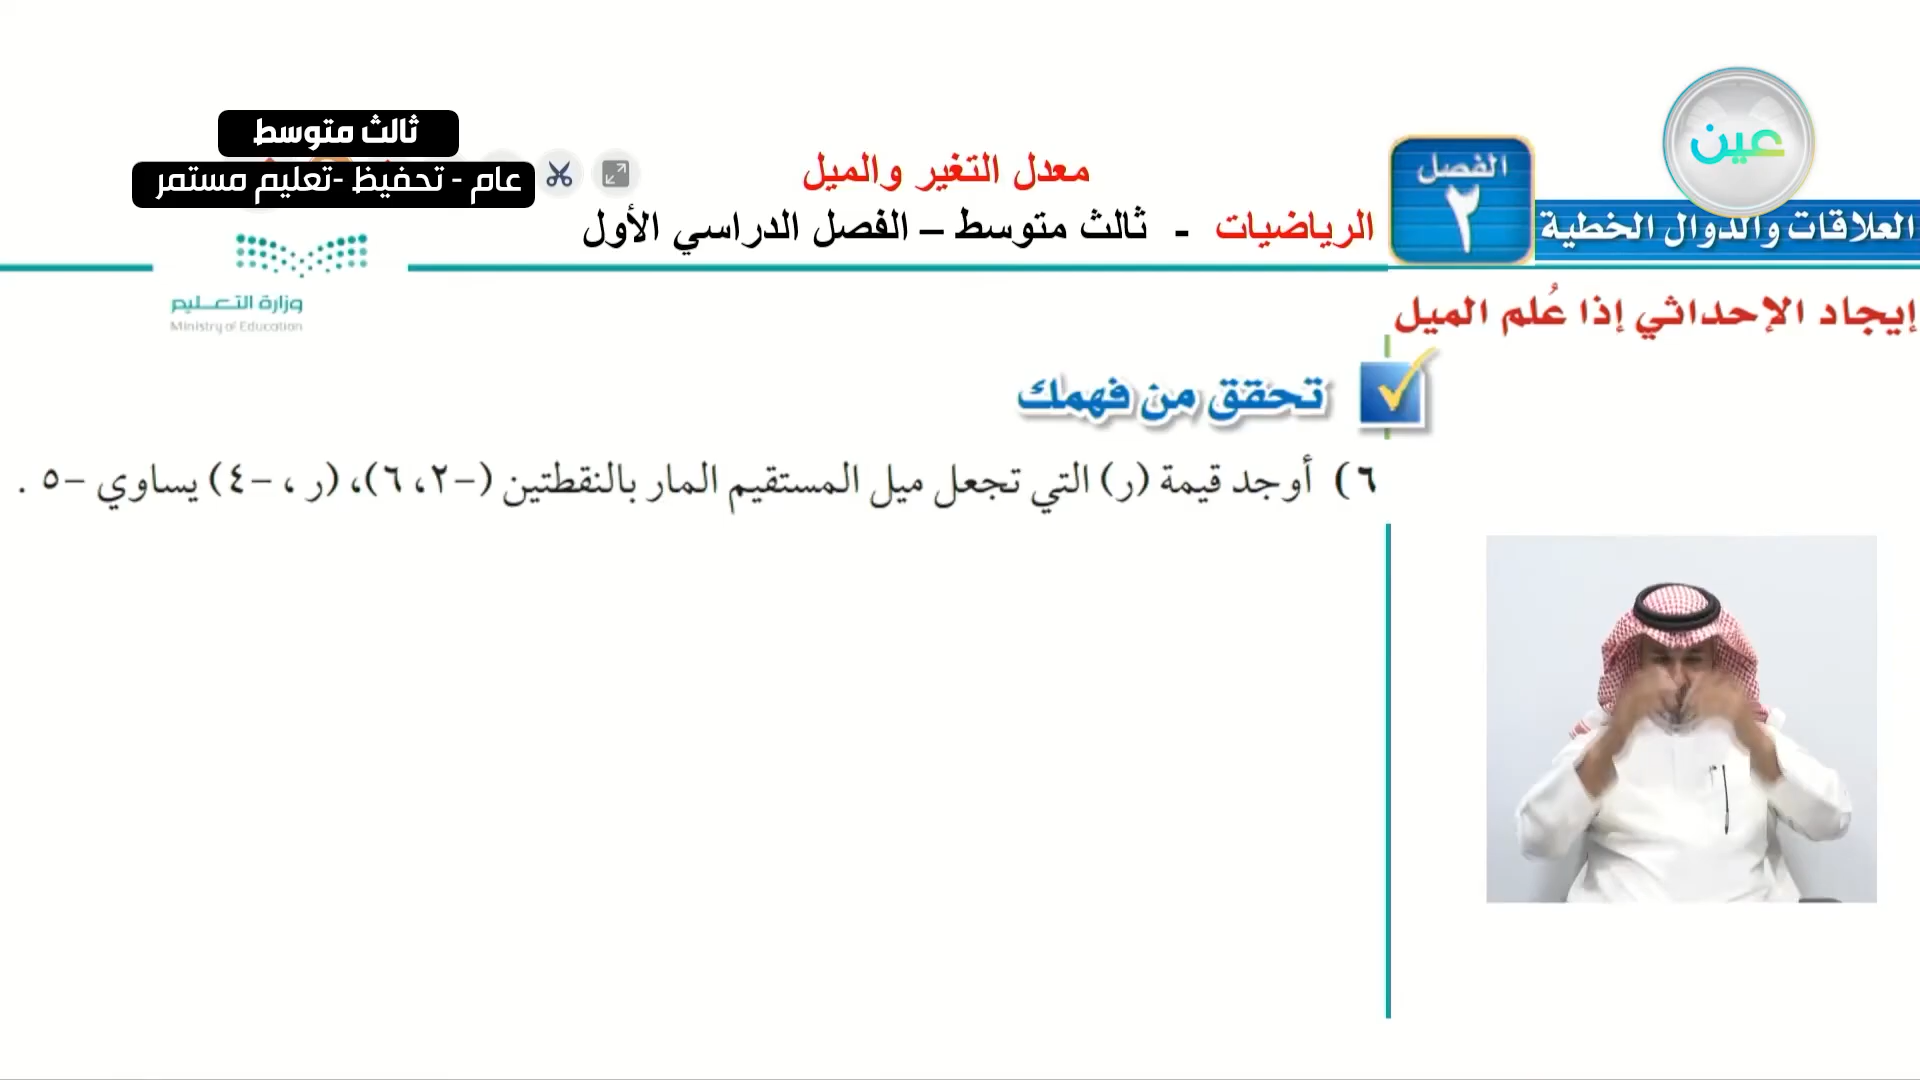 ثالث متوسط
عام - تحفيظ -تعليم مستمر
عين
معدل التغير والميل
الرياضيات - ثالث متوسط – الفصل الدراسي الأول
الفصل
٢
العلاقات والدوال الخطية
وزارة التعليم
Ministry of Education
إيجاد الإحداثي إذا عُلم الميل
تحقق من فهمك
٦) أوجد قيمة (ر) التي تجعل ميل المستقيم المار بالنقطتين (-٢، ٦)، (ر ، -٤) يساوي -٥ .